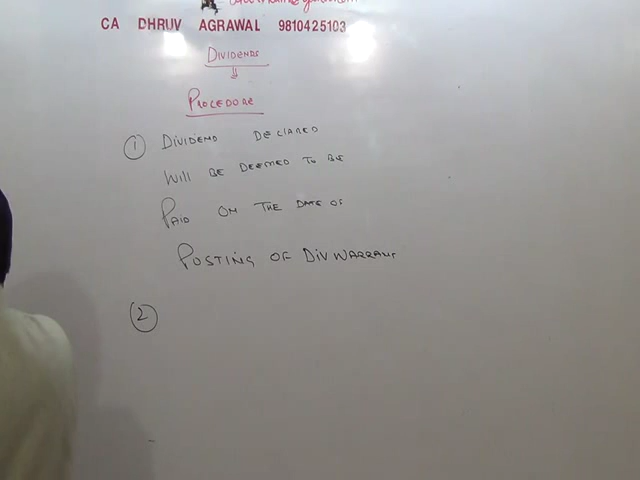 CA DHRUV AGRAWAL 9810425103
DIVIDENDS
PROCEDORE
① DIVIDEND DECLARED
WILL BE DEEMED TO BE
PAID ON THE DATE OF
POSTING OF DIV WARRANT
②